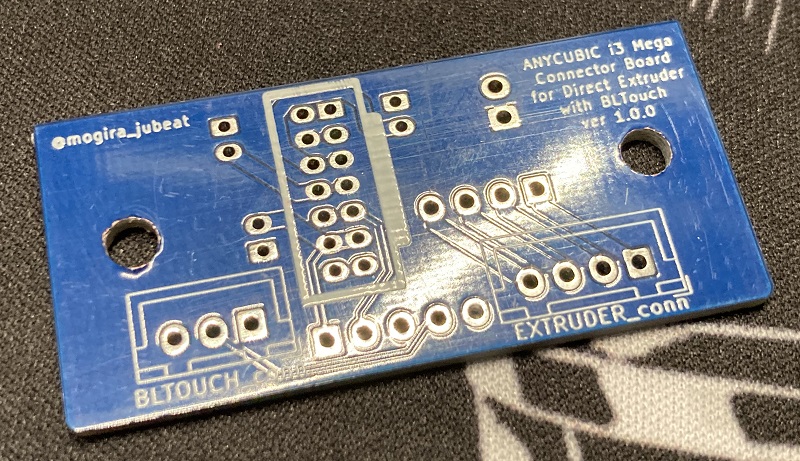 @mogira_jubeat
ANYCUBIC i3 Mega
Connector Board
for Direct Extruder
with BLTouch
ver 1.0.0
EXTRUDER_conn
BLTOUCH